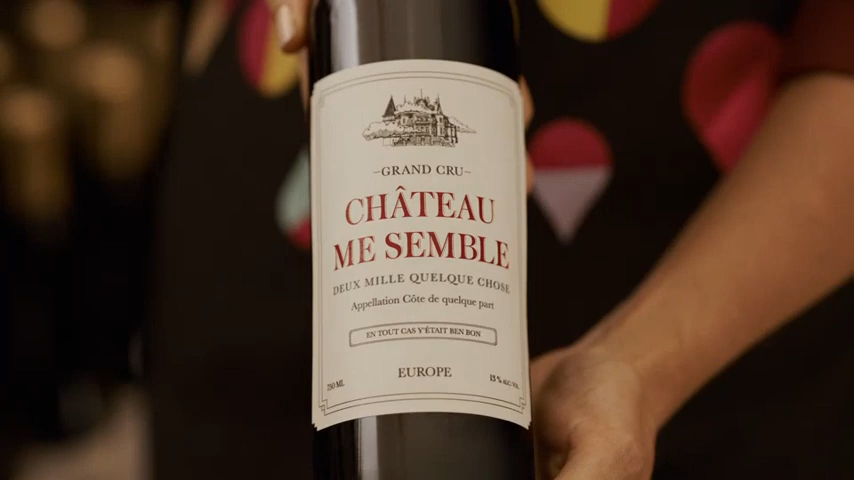 -GRAND CRU-
CHÂTEAU
ME SEMBLE
DEUX MILLE QUELQUE CHOSE
Appellation Côte de quelque part
EN TOUT CAS Y'ÉTAIT BEN BON
EUROPE
750 ML
13 % ALC./VOL.